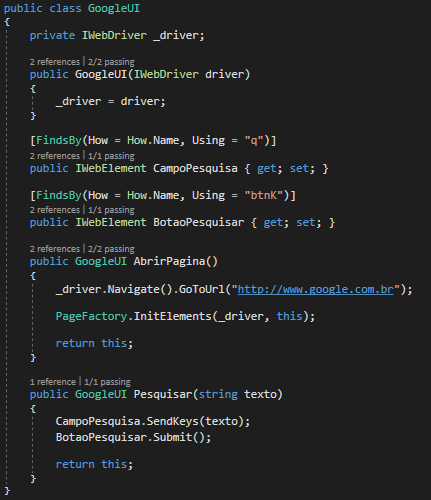 public class GoogleUI
{
private IWebDriver _driver;
2 references | 2/2 passing
public GoogleUI(IWebDriver driver)
{
_driver = driver;
}
[FindsBy(How = How.Name, Using = "q")]
2 references | 1/1 passing
public IWebElement CampoPesquisa { get; set; }
[FindsBy(How = How.Name, Using = "btnK")]
2 references | 1/1 passing
public IWebElement BotaoPesquisar { get; set; }
2 references | 2/2 passing
public GoogleUI AbrirPagina()
{
_driver.Navigate().GoToUrl("http://www.google.com.br");
PageFactory.InitElements(_driver, this);
return this;
}
1 reference | 1/1 passing
public GoogleUI Pesquisar(string texto)
{
CampoPesquisa.SendKeys(texto);
BotaoPesquisar.Submit();
return this;
}
}